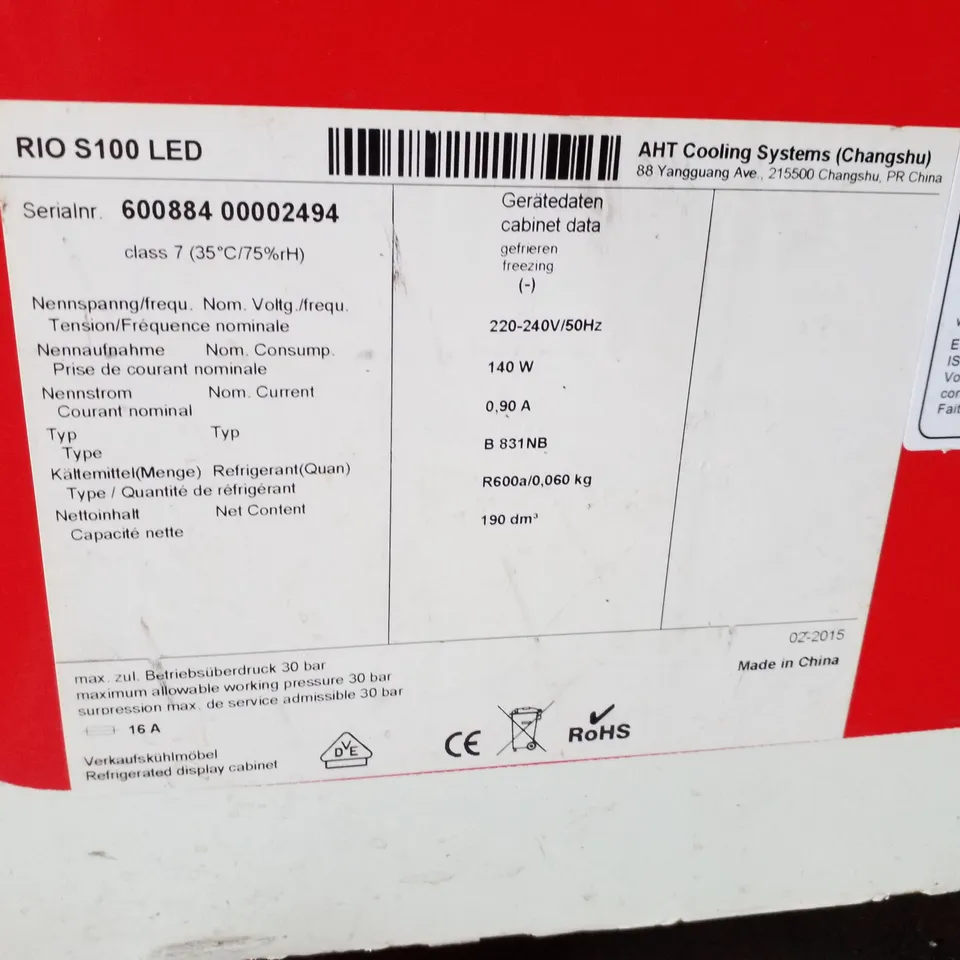 RIO S100 LED
AHT Cooling Systems (Changshu)
88 Yangguang Ave., 215500 Changshu, PR China
Serialnr. 600884 00002494
class 7 (35°C/75%rH)
Gerätedaten
cabinet data
gefrieren
freezing
(-)
Nennspanng/frequ. Nom. Voltg./frequ.
Tension/Fréquence nominale
220-240V/50Hz
Nennaufnahme Nom. Consump.
Prise de courant nominale
140 W
Nennstrom Nom. Current
Courant nominal
0,90 A
Typ Typ
Type
B 831NB
Kältemittel(Menge) Refrigerant(Quan)
Type / Quantité de réfrigérant
R600a/0,060 kg
Nettoinhalt Net Content
Capacité nette
190 dm³
02-2015
Made in China
max. zul. Betriebsüberdruck 30 bar
maximum allowable working pressure 30 bar
surpression max. de service admissible 30 bar
16 A
Verkaufskühlmöbel
Refrigerated display cabinet
DVE
CE
RoHS
E
IS
Vo
con
Fait